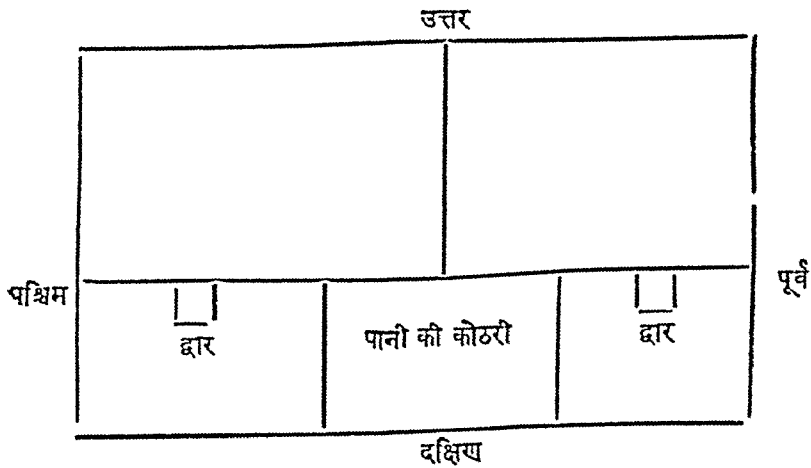 उत्तर
पश्चिम
पूर्व
द्वार
पानी की कोठरी
द्वार
दक्षिण